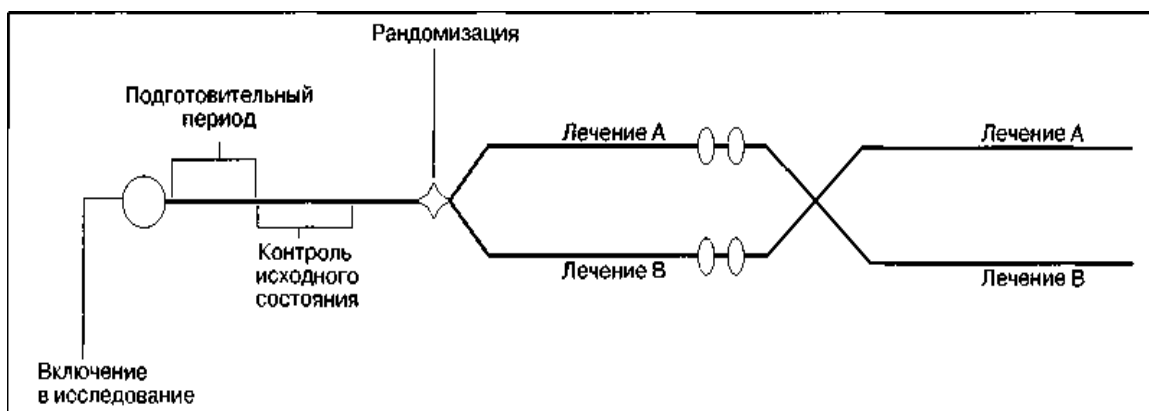 Рандомизация
Подготовительный
период
Лечение А
Лечение А
Контроль
исходного
состояния
Лечение В
Лечение В
Включение
в исследование